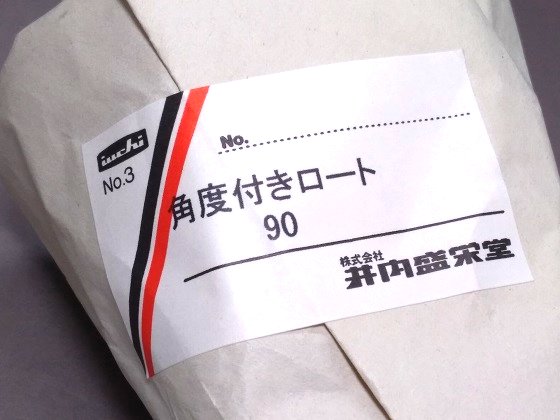 iuchi
No.3
No.
角度付きロート
90
株式会社
井内盛栄堂